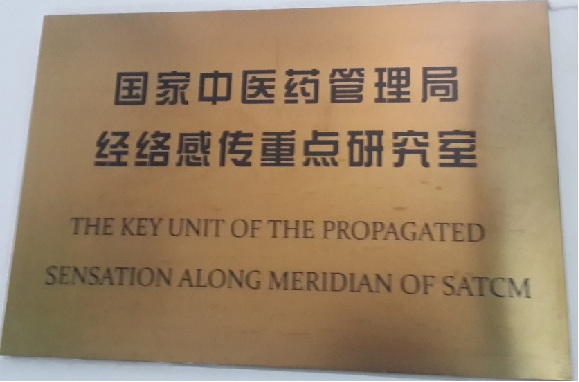 国家中医药管理局
经络感传重点研究室
THE KEY UNIT OF THE PROPAGATED
SENSATION ALONG MERIDIAN OF SATCM